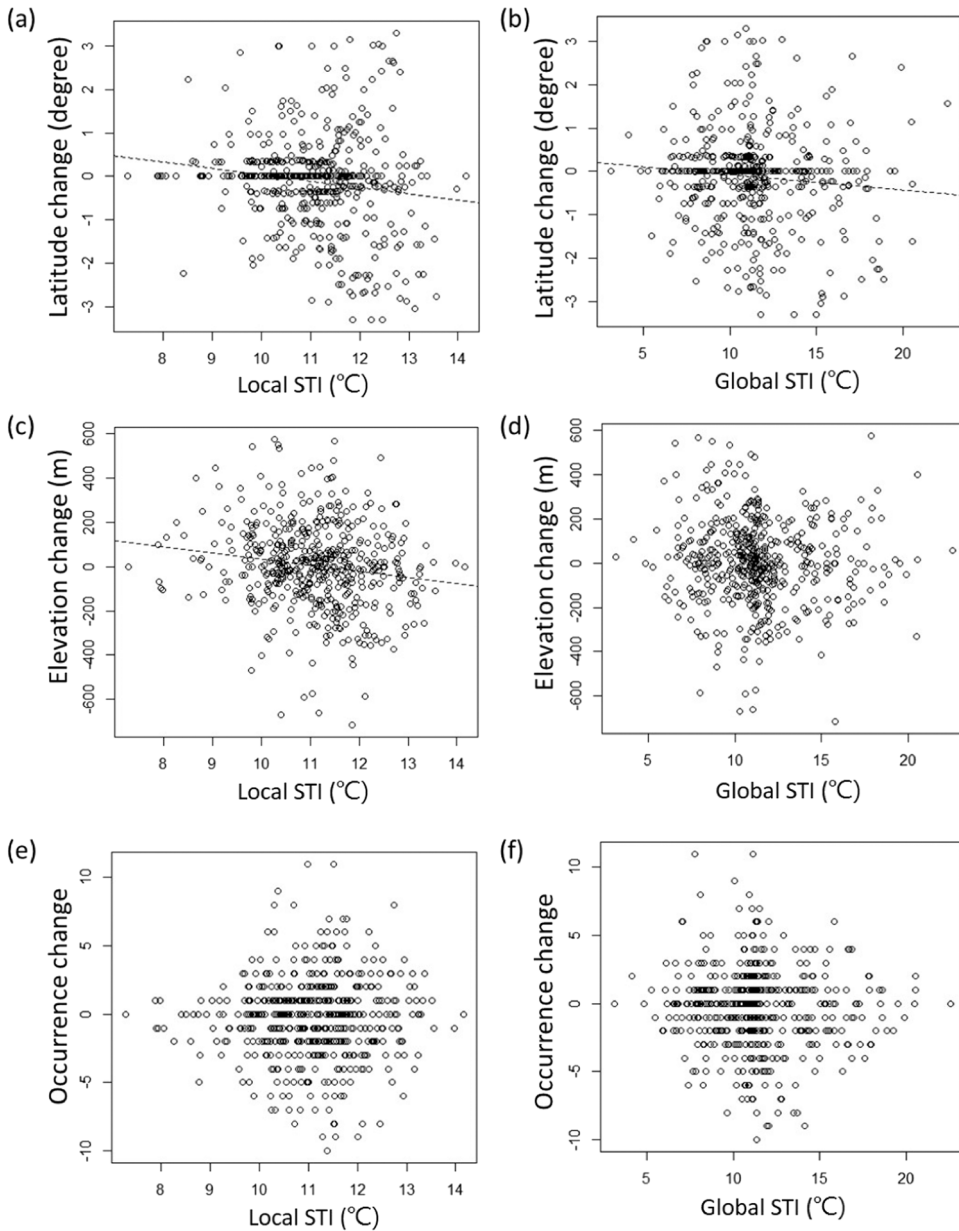 (a)
Latitude change (degree)
3
2
1
0
-1
-2
-3
8 9 10 11 12 13 14
Local STI (℃)
(b)
Latitude change (degree)
3
2
1
0
-1
-2
-3
5 10 15 20
Global STI (℃)
(c)
Elevation change (m)
600
400
200
0
-200
-400
-600
8 9 10 11 12 13 14
Local STI (℃)
(d)
Elevation change (m)
600
400
200
0
-200
-400
-600
5 10 15 20
Global STI (℃)
(e)
Occurrence change
10
5
0
-5
-10
8 9 10 11 12 13 14
Local STI (℃)
(f)
Occurrence change
10
5
0
-5
-10
5 10 15 20
Global STI (℃)